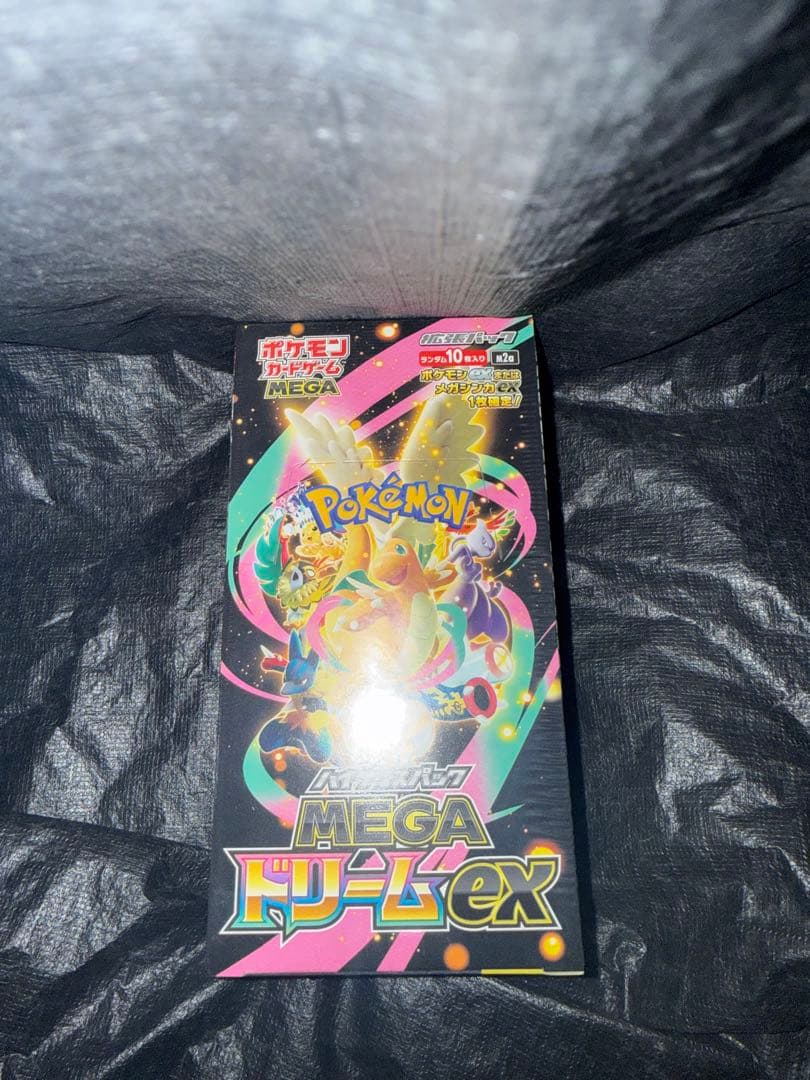 ポケモン
カードゲーム
MEGA
拡張パック
ランダム10枚入り
M2a
ポケモンexまたは
メガシンカex
1枚確定!
POKéMON
ハイクラスパック
MEGA
ドリームex